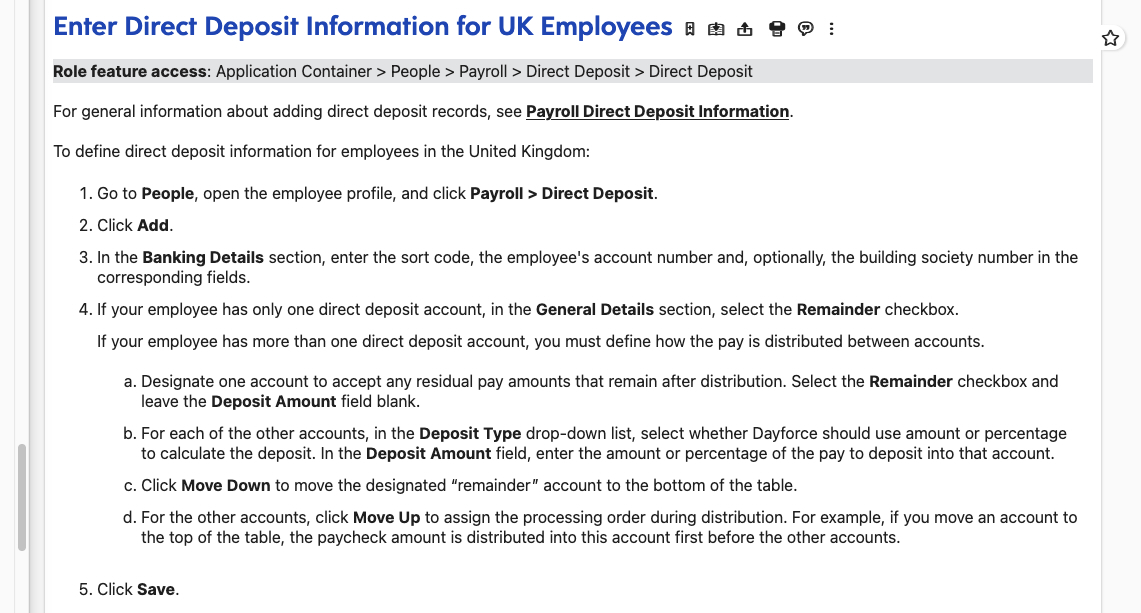 Enter Direct Deposit Information for UK Employees
Role feature access: Application Container > People > Payroll > Direct Deposit > Direct Deposit
For general information about adding direct deposit records, see Payroll Direct Deposit Information.
To define direct deposit information for employees in the United Kingdom:
1. Go to People, open the employee profile, and click Payroll > Direct Deposit.
2. Click Add.
3. In the Banking Details section, enter the sort code, the employee's account number and, optionally, the building society number in the
corresponding fields.
4. If your employee has only one direct deposit account, in the General Details section, select the Remainder checkbox.
If your employee has more than one direct deposit account, you must define how the pay is distributed between accounts.
a. Designate one account to accept any residual pay amounts that remain after distribution. Select the Remainder checkbox and
leave the Deposit Amount field blank.
b. For each of the other accounts, in the Deposit Type drop-down list, select whether Dayforce should use amount or percentage
to calculate the deposit. In the Deposit Amount field, enter the amount or percentage of the pay to deposit into that account.
c. Click Move Down to move the designated “remainder” account to the bottom of the table.
d. For the other accounts, click Move Up to assign the processing order during distribution. For example, if you move an account to
the top of the table, the paycheck amount is distributed into this account first before the other accounts.
5. Click Save.